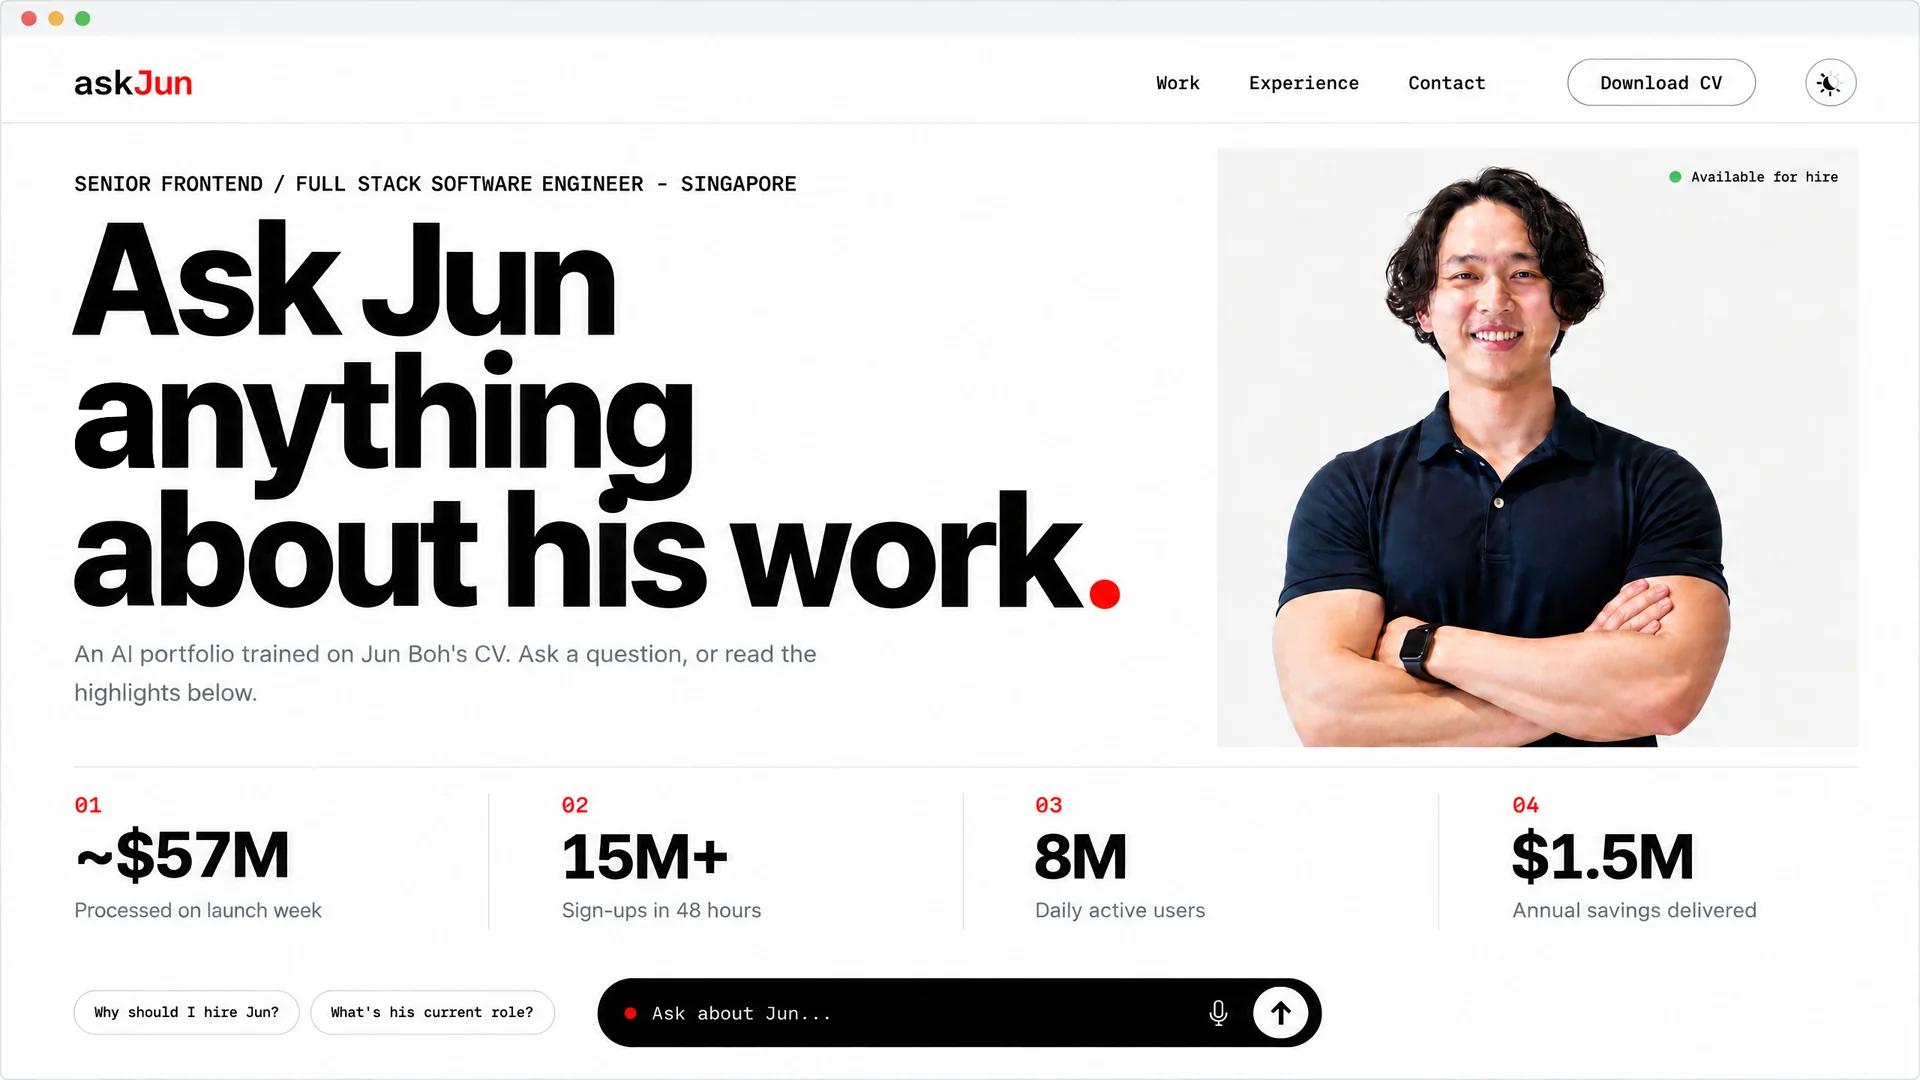 askJun
Work
Experience
Contact
Download CV
SENIOR FRONTEND / FULL STACK SOFTWARE ENGINEER - SINGAPORE
Available for hire
Ask Jun
anything
about his work.
An AI portfolio trained on Jun Boh's CV. Ask a question, or read the
highlights below.
01
~$57M
Processed on launch week
02
15M+
Sign-ups in 48 hours
03
8M
Daily active users
04
$1.5M
Annual savings delivered
Why should I hire Jun?
What's his current role?
Ask about Jun...